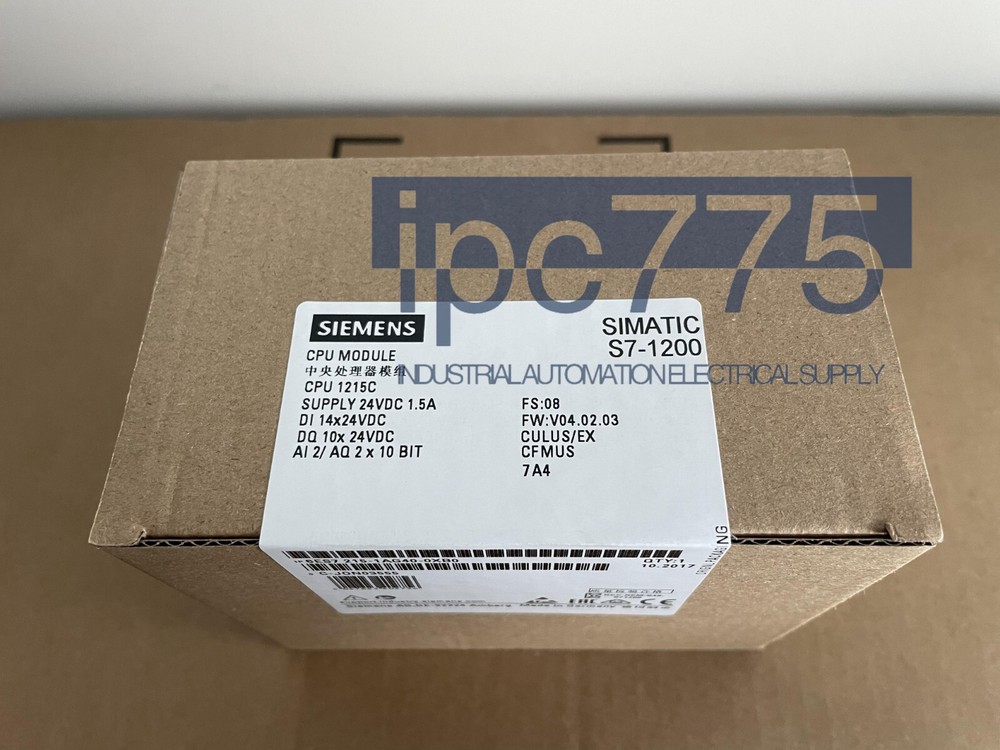 ipc775
INDUSTRIAL AUTOMATION ELECTRICAL SUPPLY
SIEMENS
SIMATIC
S7-1200
CPU MODULE
中央处理器模组
CPU 1215C
SUPPLY 24VDC 1.5A
DI 14x24VDC
DQ 10x 24VDC
AI 2/ AQ 2 x 10 BIT
FS:08
FW:V04.02.03
CULUS/EX
CFMUS
7A4
QTY:1
10.2017
EAC
CE